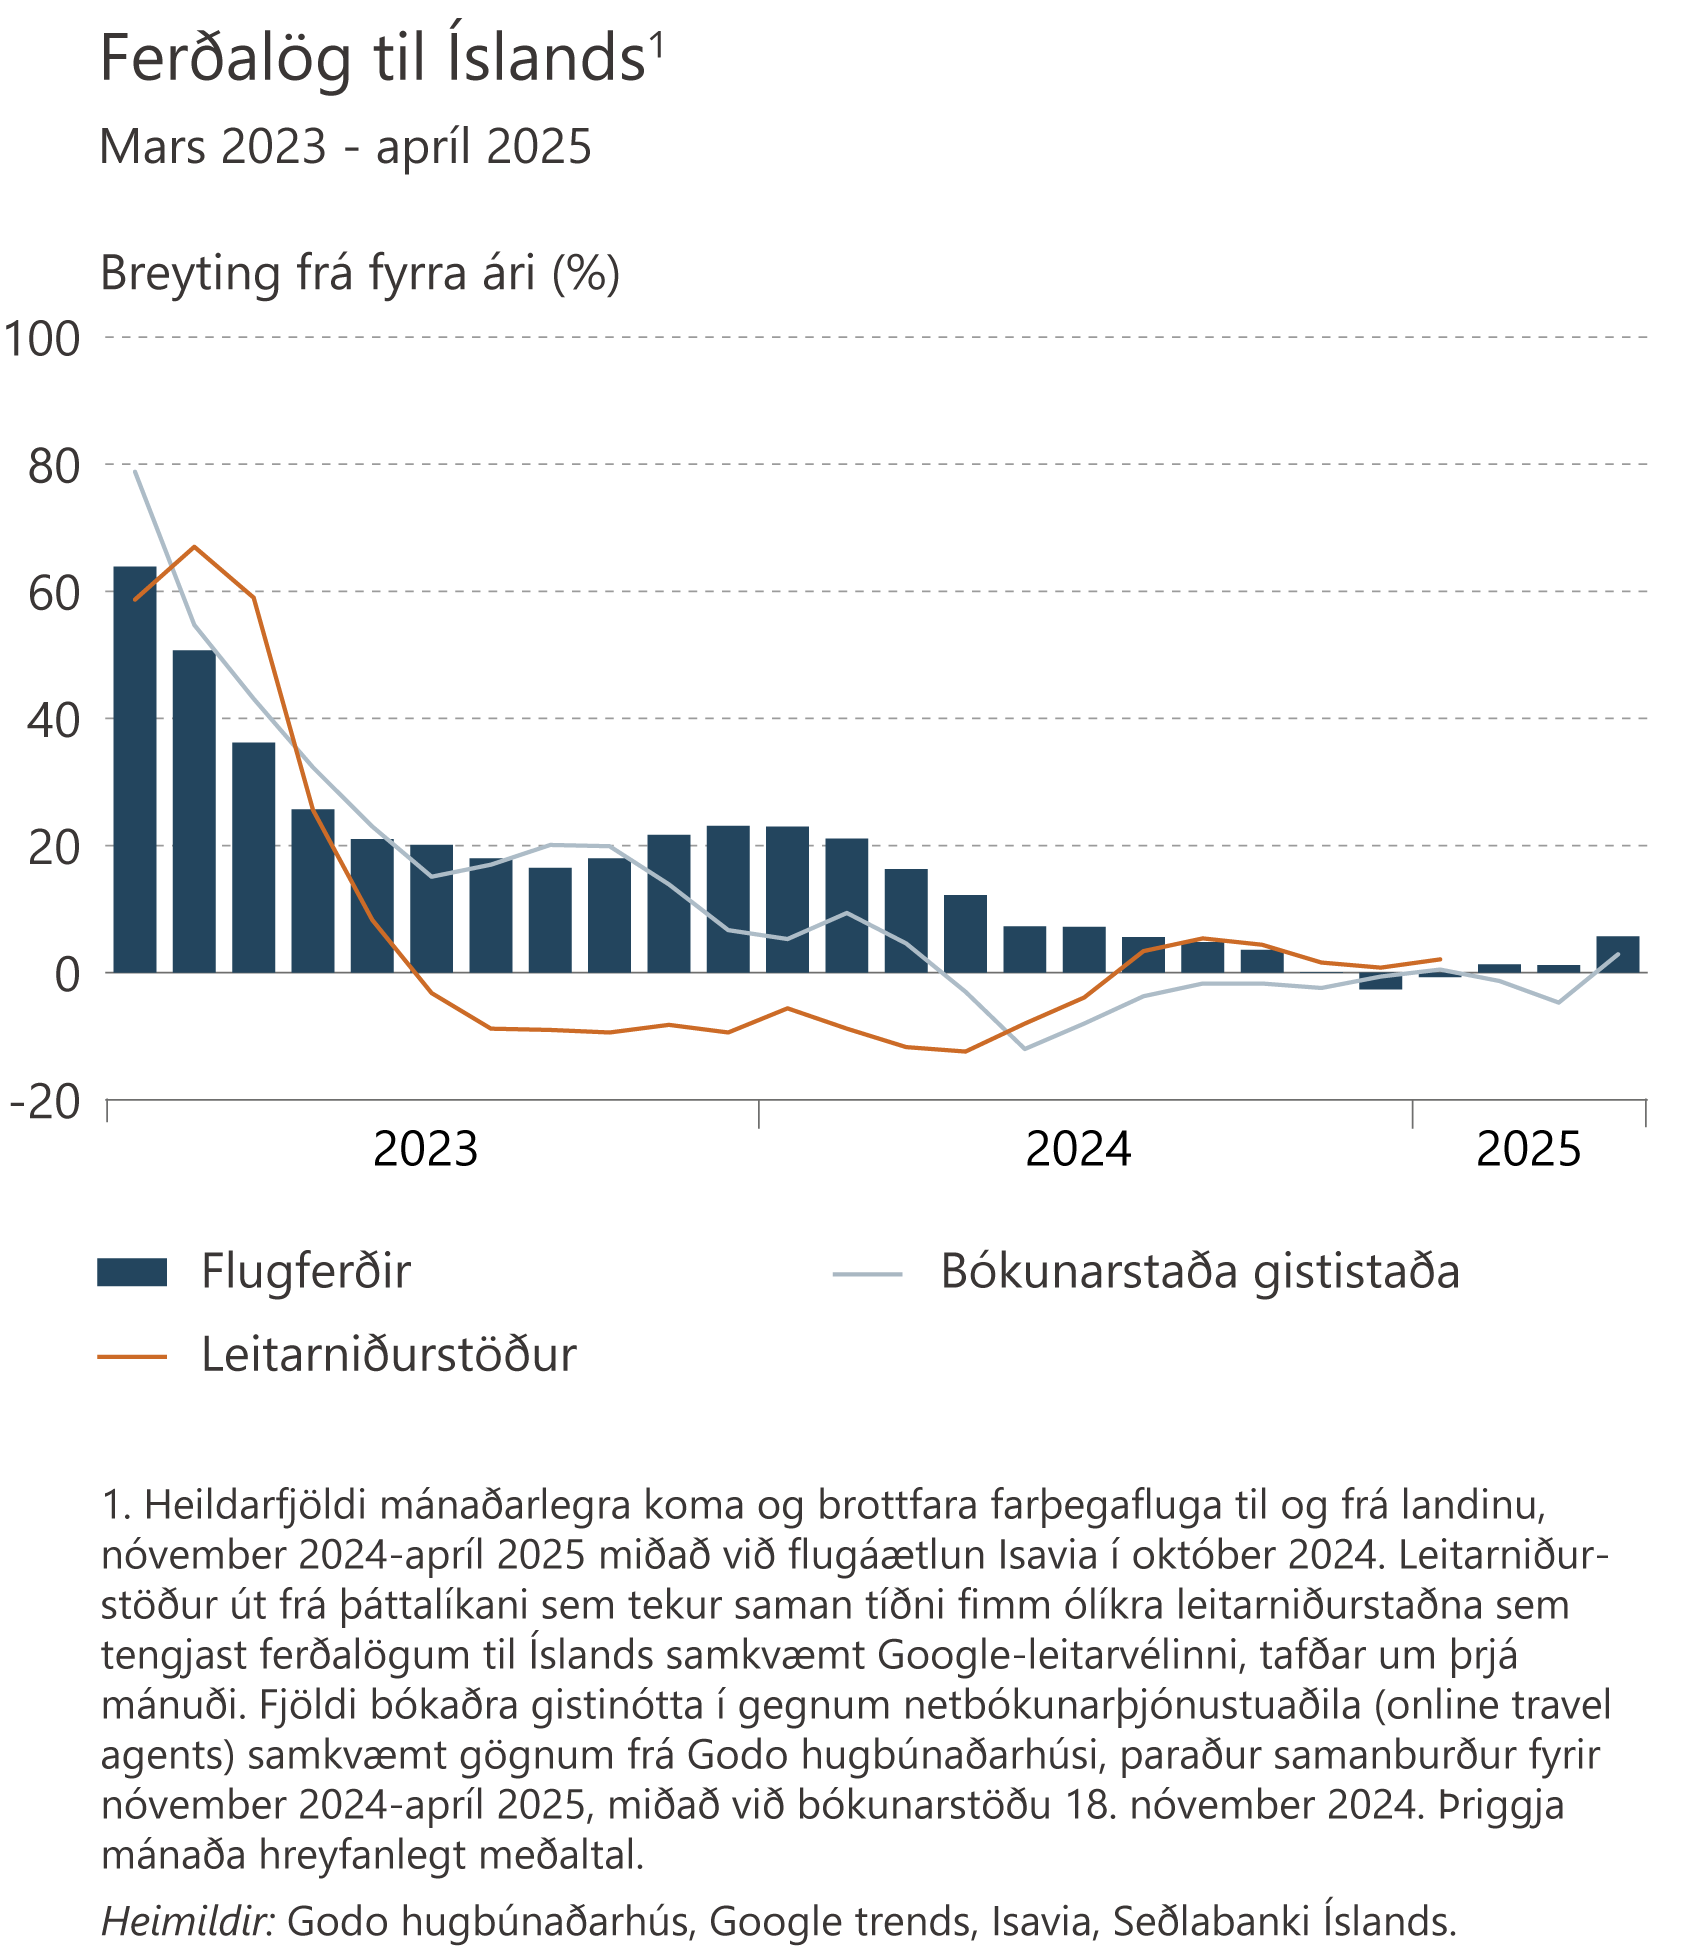 Ferðalög til Íslands¹
Mars 2023 - apríl 2025
Breyting frá fyrra ári (%)
100
80
60
40
20
0
-20
2023
2024
2025
Flugferðir
Bókunarstaða gististaða
Leitarniðurstöður
1. Heildarfjöldi mánaðarlegra koma og brottfara farþegafluga til og frá landinu,
nóvember 2024-apríl 2025 miðað við flugáætlun Isavia í október 2024. Leitarniður-
stöður út frá þáttalíkani sem tekur saman tíðni fimm ólíkra leitarniðurstaðna sem
tengjast ferðalögum til Íslands samkvæmt Google-leitarvélinni, tafðar um þrjá
mánuði. Fjöldi bókaðra gistinótta í gegnum netbókunarþjónustuaðila (online travel
agents) samkvæmt gögnum frá Godo hugbúnaðarhúsi, paraður samanburður fyrir
nóvember 2024-apríl 2025, miðað við bókunarstöðu 18. nóvember 2024. Þriggja
mánaða hreyfanlegt meðaltal.
Heimildir: Godo hugbúnaðarhús, Google trends, Isavia, Seðlabanki Íslands.